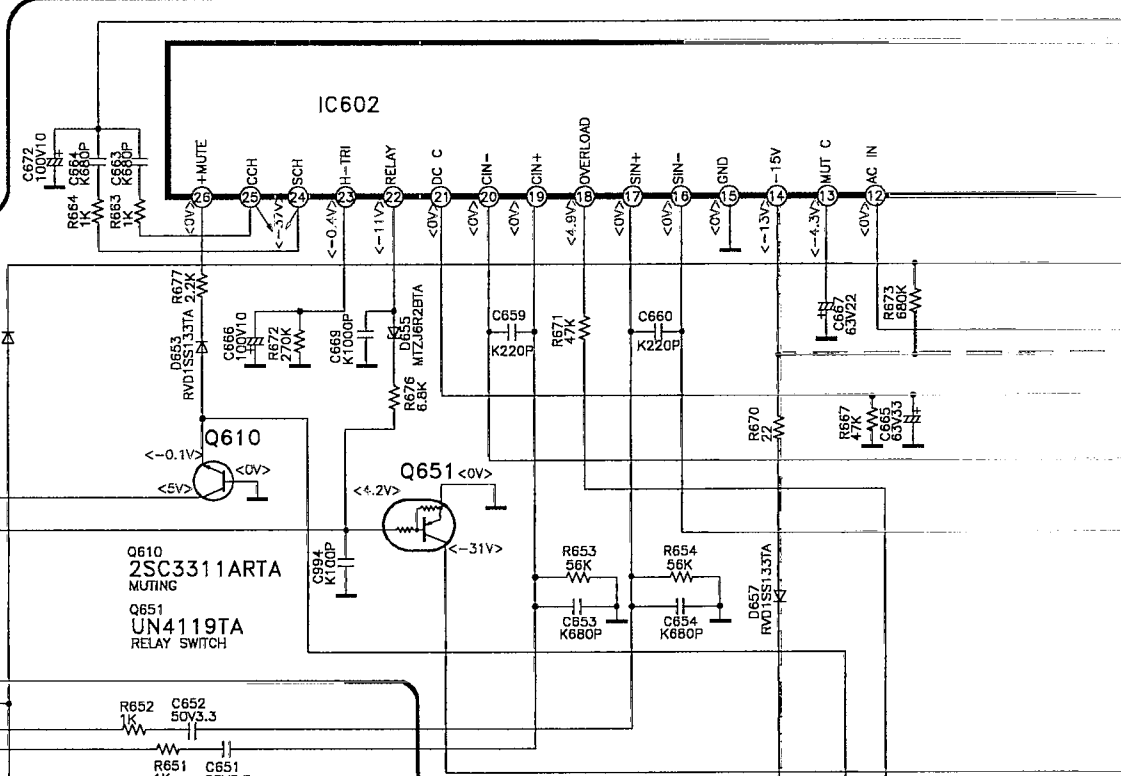 IC602
+MUTE
CCH
SCH
H-TRI
RELAY
DC C
CIN-
CIN+
OVERLOAD
SIN+
SIN-
GND
-15V
MUT C
AC IN
26
25
24
23
22
21
20
19
18
17
16
15
14
13
12
<0V>
<-37V>
<-0.4V>
<-11V>
<0V>
<0V>
<0V>
<4.9V>
<0V>
<0V>
<0V>
<-13V>
<-4.3V>
<0V>
C672
100V10
C664
K680P
C663
K680P
R664
1K
R663
1K
R677
2.2K
D653
RVD1SS133TA
C666
100V10
R672
270K
C669
K1000P
D655
MTZJ6R2BTA
R676
6.8K
C659
K220P
R671
47K
C660
K220P
C667
63V22
R673
680K
R670
22
R667
47K
C665
63V33
Q610
<-0.1V>
<0V>
<5V>
Q651
<0V>
<4.2V>
<-31V>
C994
K100P
Q610
2SC3311ARTA
MUTING
Q651
UN4119TA
RELAY SWITCH
R653
56K
C653
K680P
R654
56K
C654
K680P
D657
RVD1SS133TA
R652
1K
C652
50V3.3
R651
C651